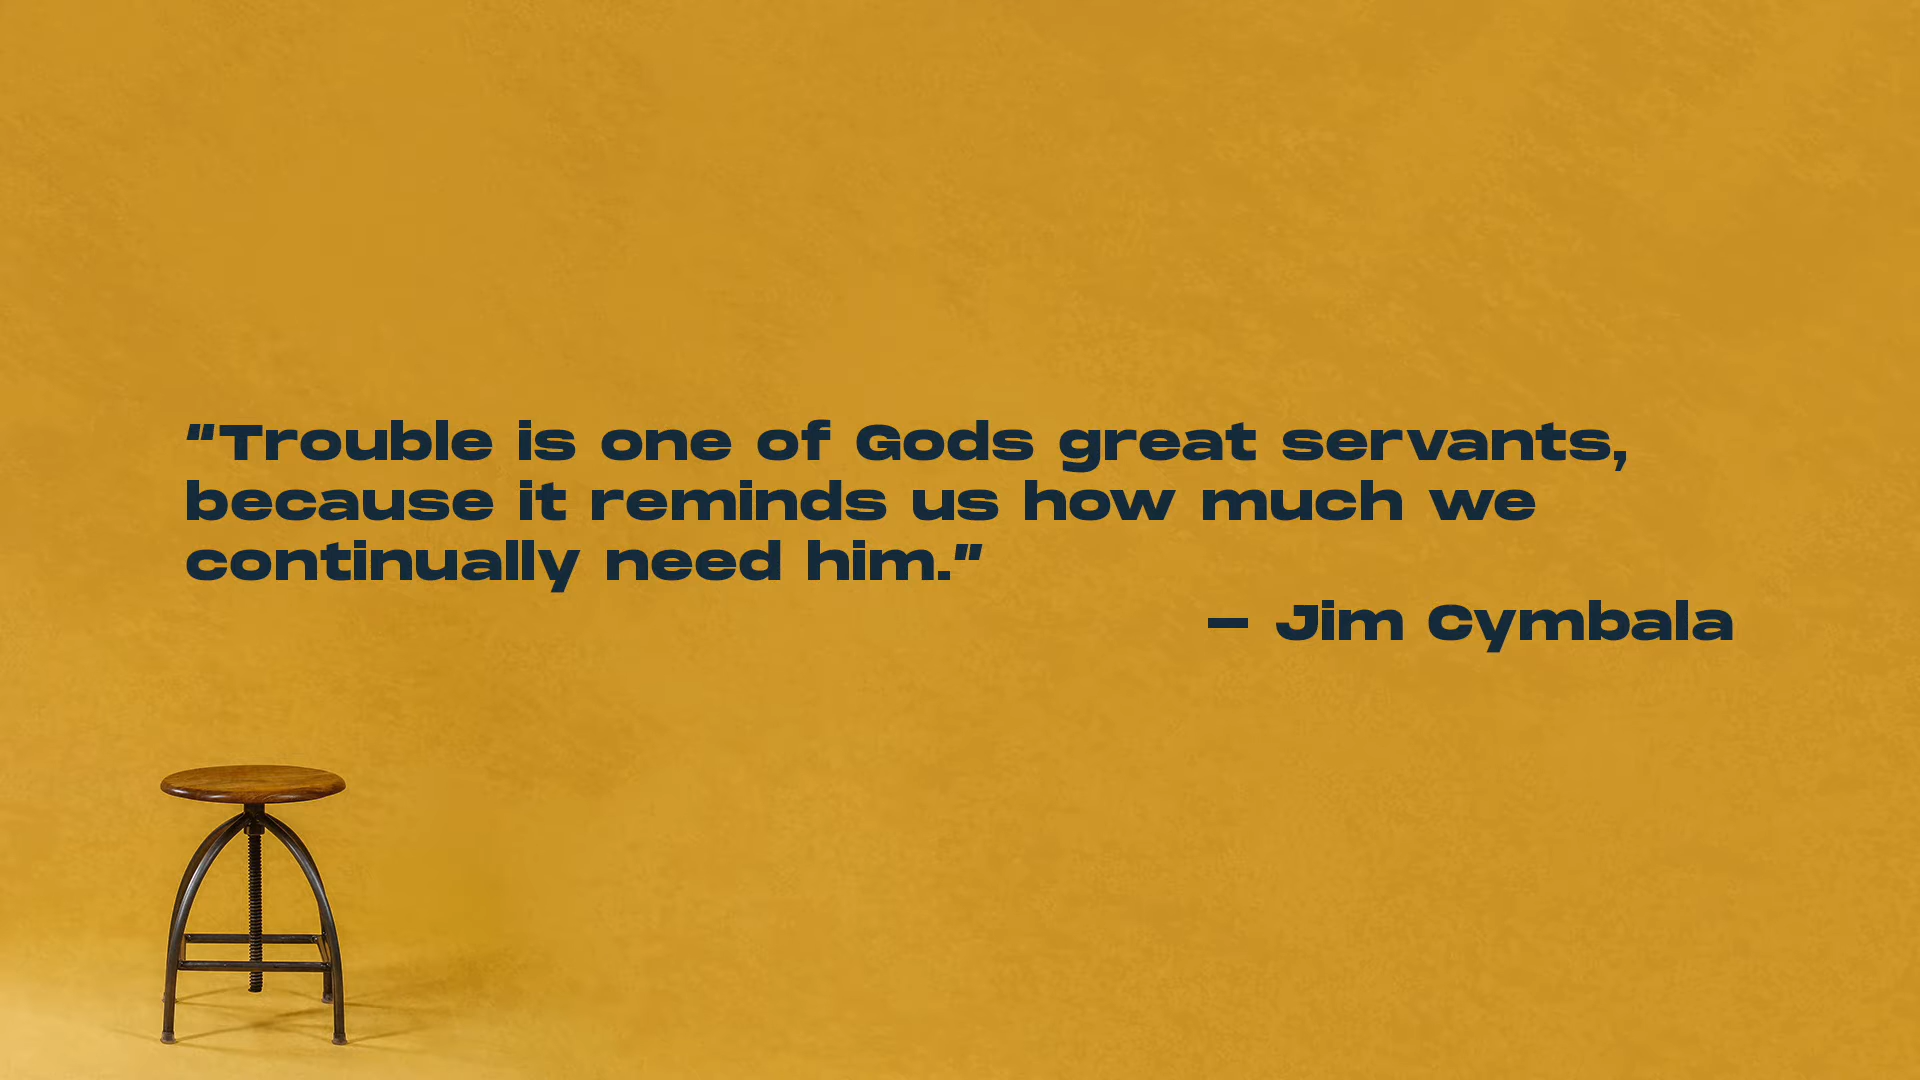 “Trouble is one of Gods great servants,
because it reminds us how much we
continually need him.”
— Jim Cymbala